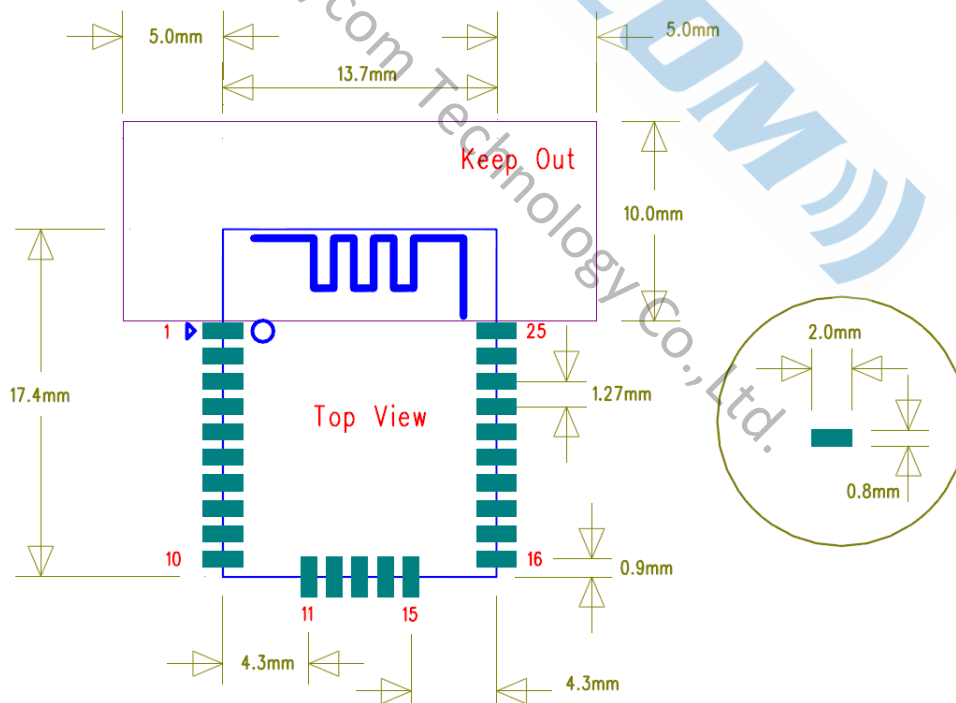 5.0mm
5.0mm
13.7mm
Keep Out
10.0mm
1
25
2.0mm
17.4mm
1.27mm
Top View
0.8mm
10
16
0.9mm
11
15
4.3mm
4.3mm
com Technology Co.,Ltd.